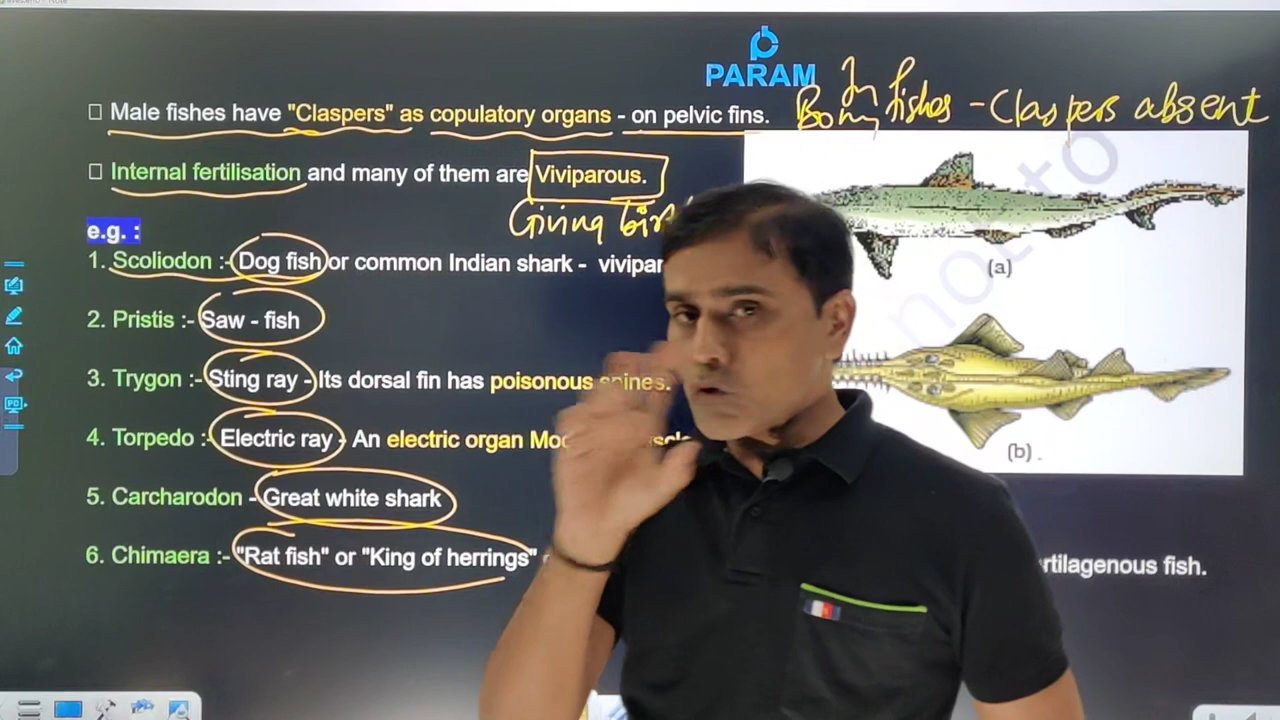 PARAM
□ Male fishes have "Claspers" as copulatory organs - on pelvic fins.
In Bony fishes - Claspers absent
□ Internal fertilisation and many of them are Viviparous.
Giving
e.g. :
1. Scoliodon :- Dog fish or common Indian shark -
(a)
2. Pristis :- Saw - fish
3. Trygon :- Sting ray - Its dorsal fin has poisonous spines.
4. Torpedo :- Electric ray - An electric organ
(b) .
5. Carcharodon - Great white shark
6. Chimaera :- "Rat fish" or "King of herrings"
fish.